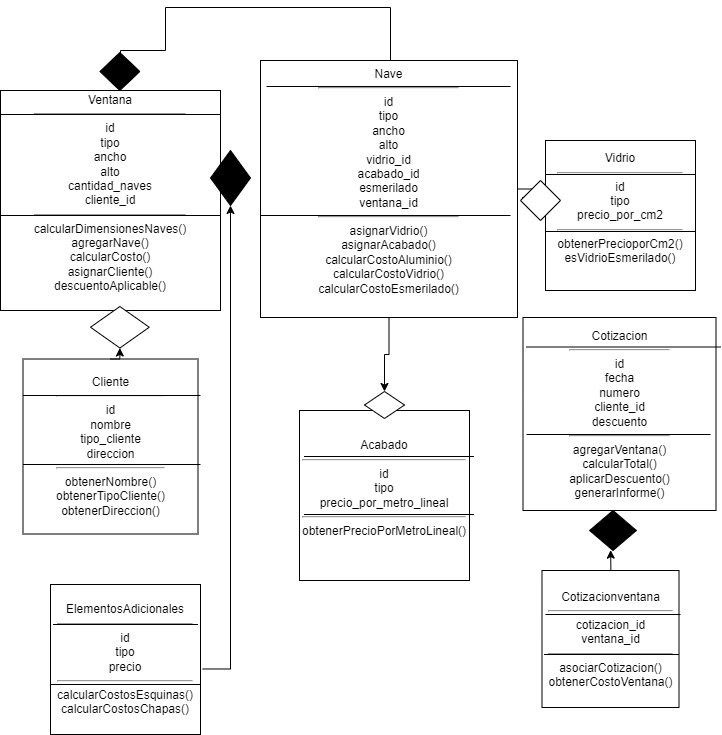 Ventana
id
tipo
ancho
alto
cantidad_naves
cliente_id
calcularDimensionesNaves()
agregarNave()
calcularCosto()
asignarCliente()
descuentoAplicable()
Nave
id
tipo
ancho
alto
vidrio_id
acabado_id
esmerilado
ventana_id
asignarVidrio()
asignarAcabado()
calcularCostoAluminio()
calcularCostoVidrio()
calcularCostoEsmerilado()
Vidrio
id
tipo
precio_por_cm2
obtenerPrecioporCm2()
esVidrioEsmerilado()
Cliente
id
nombre
tipo_cliente
direccion
obtenerNombre()
obtenerTipoCliente()
obtenerDireccion()
Acabado
id
tipo
precio_por_metro_lineal
obtenerPrecioPorMetroLineal()
Cotizacion
id
fecha
numero
cliente_id
descuento
agregarVentana()
calcularTotal()
aplicarDescuento()
generarInforme()
ElementosAdicionales
id
tipo
precio
calcularCostosEsquinas()
calcularCostosChapas()
Cotizacionventana
cotizacion_id
ventana_id
asociarCotizacion()
obtenerCostoVentana()